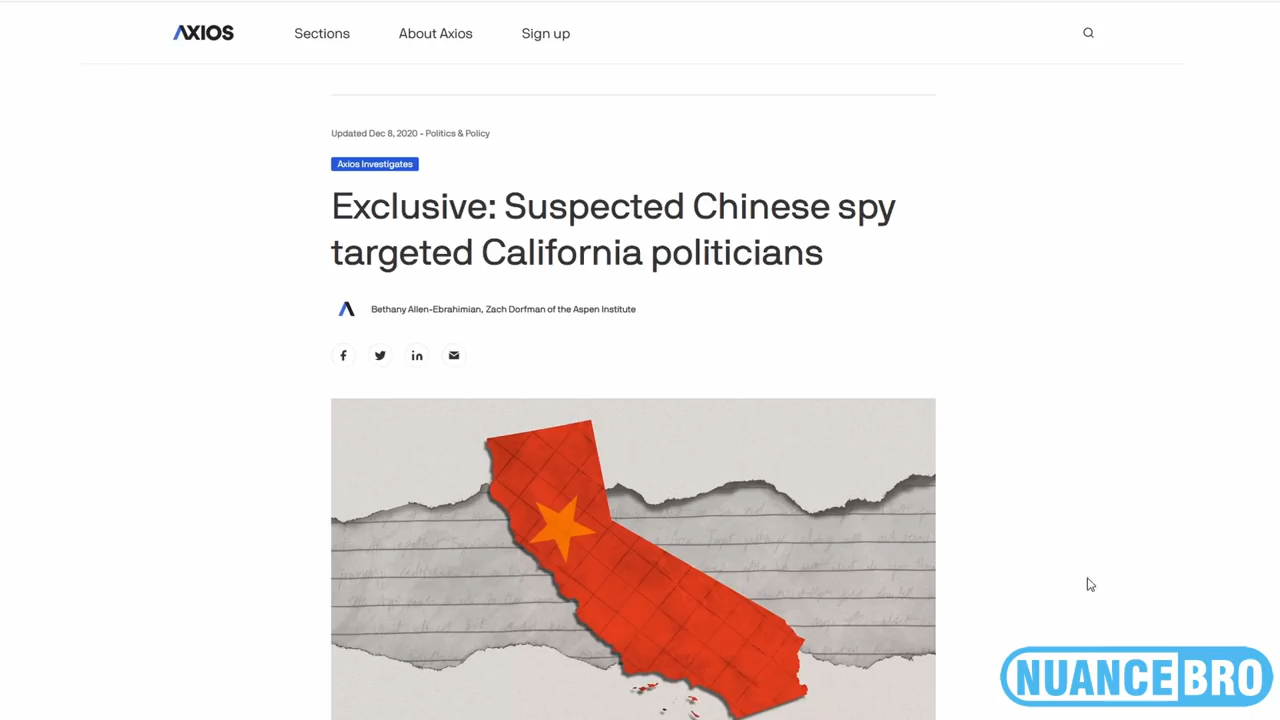 AXIOS
Sections
About Axios
Sign up
Updated Dec 8, 2020 - Politics & Policy
Axios Investigates
Exclusive: Suspected Chinese spy
targeted California politicians
Bethany Allen-Ebrahimian, Zach Dorfman of the Aspen Institute
NUANCEBRO